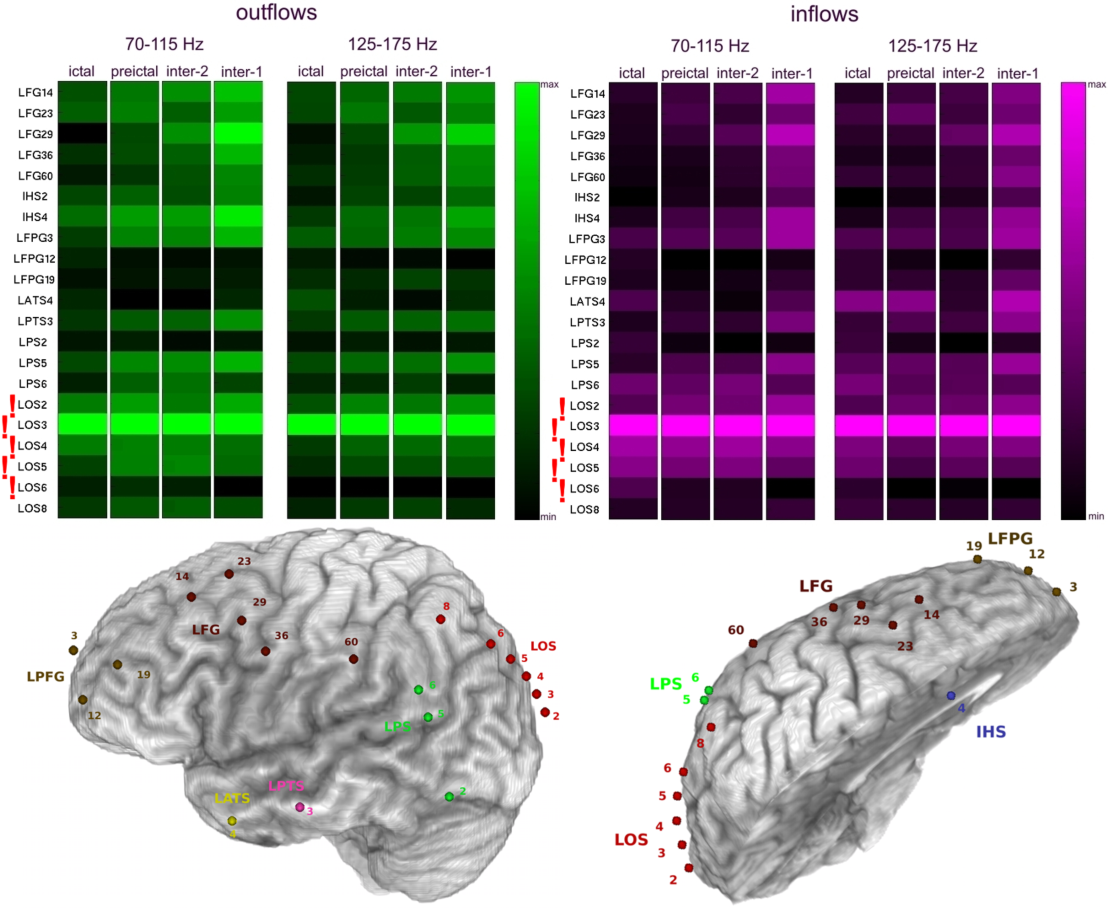 outflows inflows
70-115 Hz 125-175 Hz 70-115 Hz 125-175 Hz
ictal preictal inter-2 inter-1 ictal preictal inter-2 inter-1 ictal preictal inter-2 inter-1 ictal preictal inter-2 inter-1
LFG14 max LFG14 max
LFG23 LFG23
LFG29 LFG29
LFG36 LFG36
LFG60 LFG60
IHS2 IHS2
IHS4 IHS4
LFPG3 LFPG3
LFPG12 LFPG12
LFPG19 LFPG19
LATS4 LATS4
LPTS3 LPTS3
LPS2 LPS2
LPS5 LPS5
LPS6 LPS6
! LOS2 ! LOS2
! LOS3 ! LOS3
! LOS4 ! LOS4
! LOS5 ! LOS5
! LOS6 ! LOS6
LOS8 min LOS8 min
23
14
29
LFG
36
60
8
6
LOS
5
4
3
2
3
LPFG
19
12
6
LPS
5
2
LPTS
3
LATS
4
19
LFPG
12
3
LFG
36
29
14
23
60
LPS
6
5
4
IHS
8
6
5
4
LOS
3
2